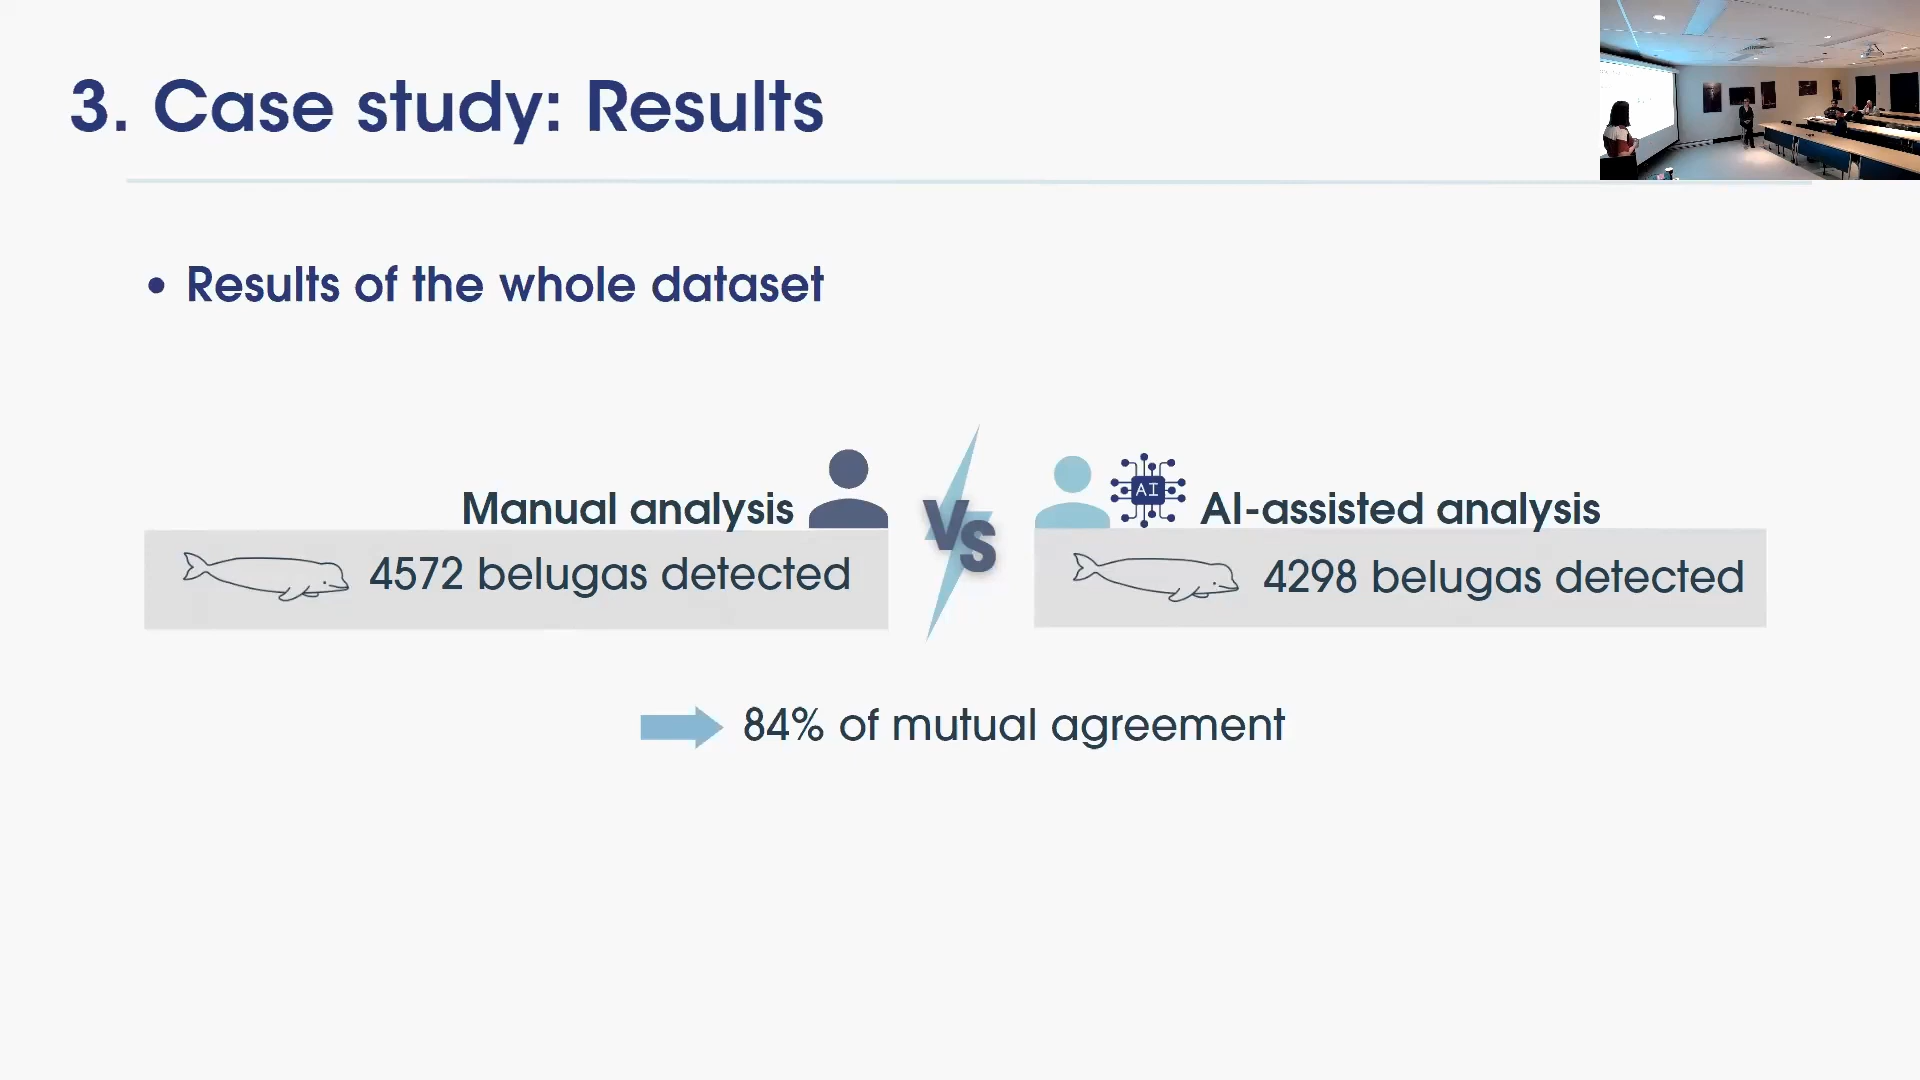 3. Case study: Results
• Results of the whole dataset
Manual analysis
VS
AI
AI-assisted analysis
4572 belugas detected
4298 belugas detected
84% of mutual agreement